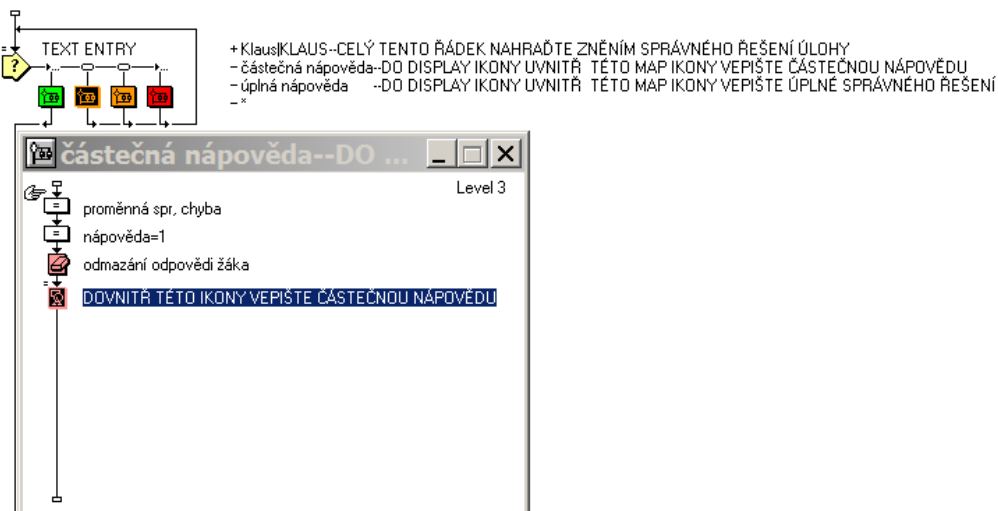 TEXT ENTRY
+ Klaus|KLAUS--CELÝ TENTO ŘÁDEK NAHRAĎTE ZNĚNÍM SPRÁVNÉHO ŘEŠENÍ ÚLOHY
- částečná nápověda--DO DISPLAY IKONY UVNITŘ TÉTO MAP IKONY VEPIŠTE ČÁSTEČNOU NÁPOVĚDU
- úplná nápověda --DO DISPLAY IKONY UVNITŘ TÉTO MAP IKONY VEPIŠTE ÚPLNÉ SPRÁVNÉHO ŘEŠENÍ
- *
částečná nápověda--DO ...
Level 3
proměnná spr, chyba
nápověda=1
odmazání odpovědi žáka
DOVNITŘ TÉTO IKONY VEPIŠTE ČÁSTEČNOU NÁPOVĚDU